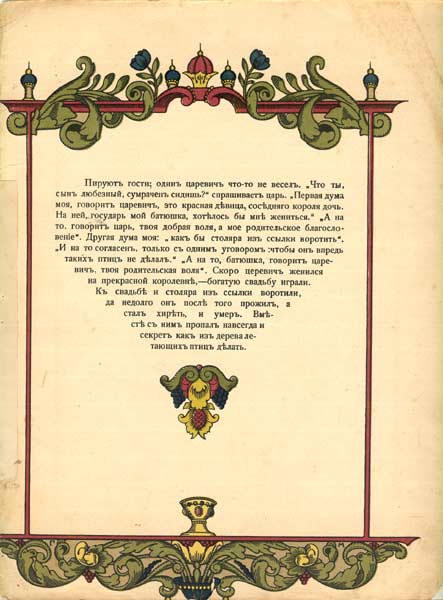 Пируютъ гости; одинъ царевичъ что-то не веселъ. „Что ты,
сынъ любезный, сумраченъ сидишь?“ спрашиваетъ царь. „Первая дума
моя, говоритъ царевичъ, это красная дѣвица, сосѣдняго короля дочь.
На ней, государь мой батюшка, хотѣлось бы мнѣ жениться.“ „А на
то, говоритъ царь, твоя добрая воля, а мое родительское благосло-
веніе“. Другая дума моя: „какъ бы столяра изъ ссылки воротить“.
„И на то согласенъ, только съ однимъ уговоромъ :чтобы онъ впредь
такихъ птицъ не дѣлалъ.“ „А на то, батюшка, говоритъ царе-
вичъ, твоя родительская воля“. Скоро царевичъ женился
на прекрасной королевнѣ,—богатую свадьбу играли.
Къ свадьбѣ и столяра изъ ссылки воротили,
да недолго онъ послѣ того прожилъ, а
сталъ хирѣть, и умеръ. Вмѣ-
стѣ съ нимъ пропалъ навсегда и
секретъ какъ изъ дерева ле-
тающихъ птицъ дѣлать.